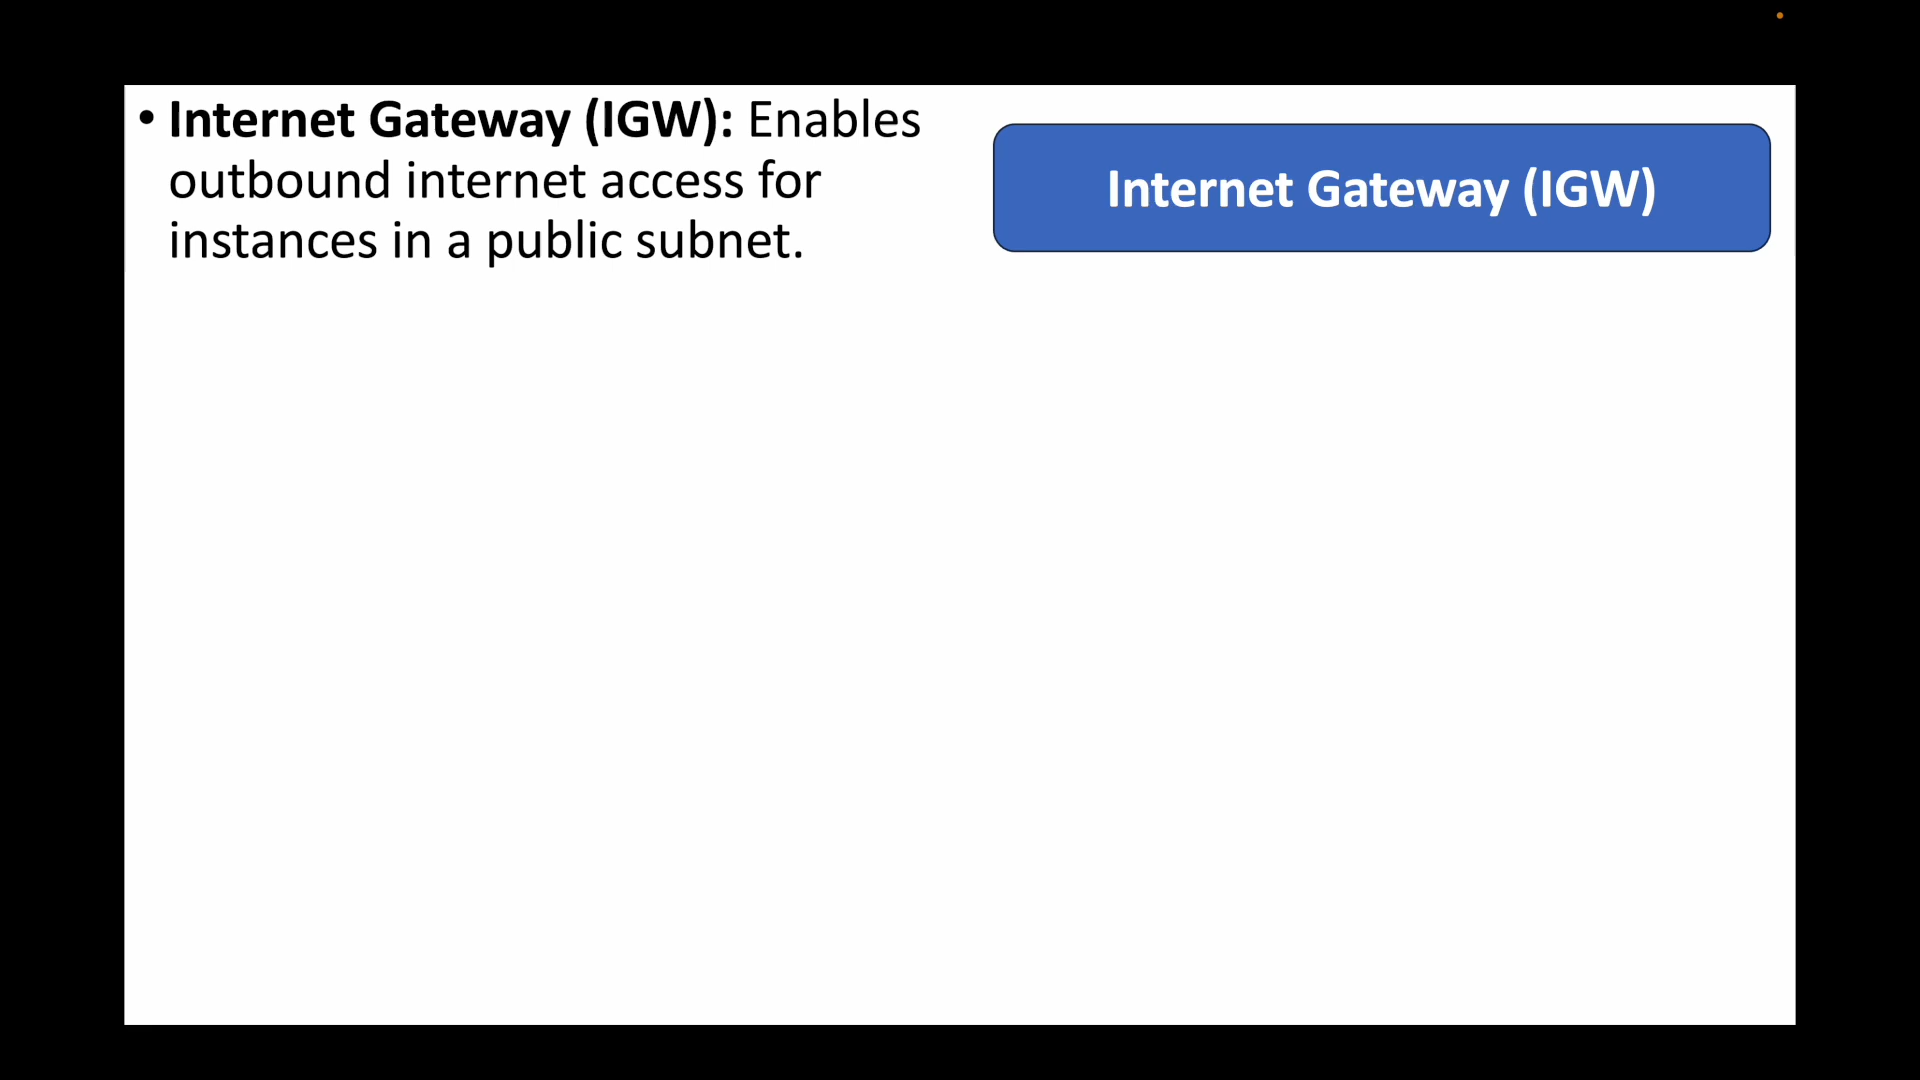 • Internet Gateway (IGW): Enables
outbound internet access for
instances in a public subnet.
Internet Gateway (IGW)